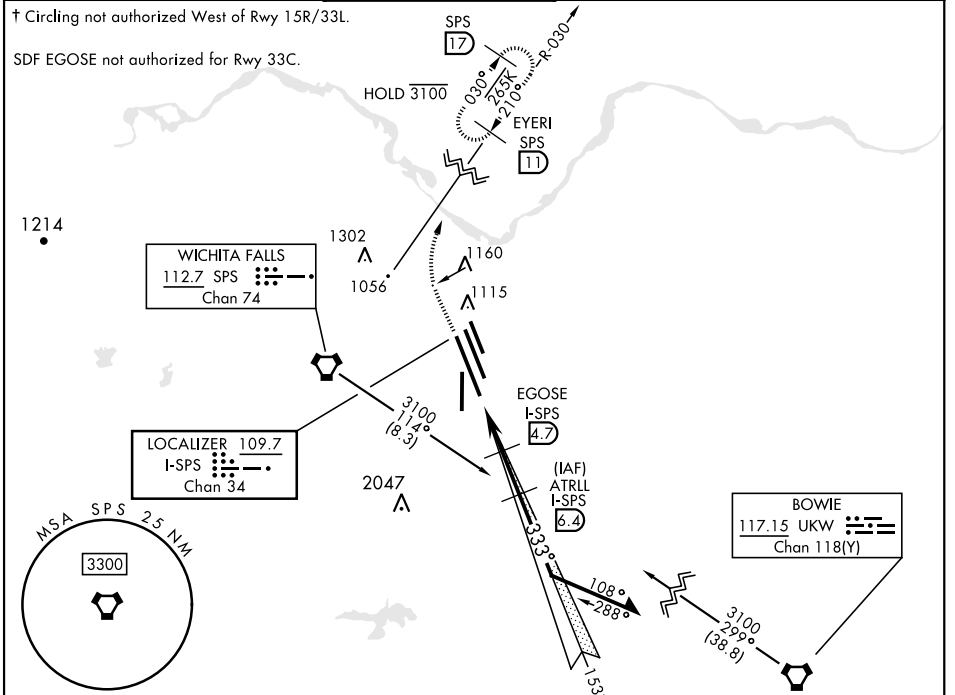 † Circling not authorized West of Rwy 15R/33L.
SDF EGOSE not authorized for Rwy 33C.
SPS
17
R-030
HOLD 3100
030°
265K
210°
EYERI
SPS
11
1214
1302
1160
1056
1115
WICHITA FALLS
112.7 SPS
Chan 74
3100
114°
(8.3)
EGOSE
I-SPS
4.7
LOCALIZER 109.7
I-SPS
Chan 34
(IAF)
ATRLL
I-SPS
6.4
2047
333°
BOWIE
117.15 UKW
Chan 118(Y)
MSA SPS 25 NM
3300
108°
288°
3100
299°
(38.8)
153°